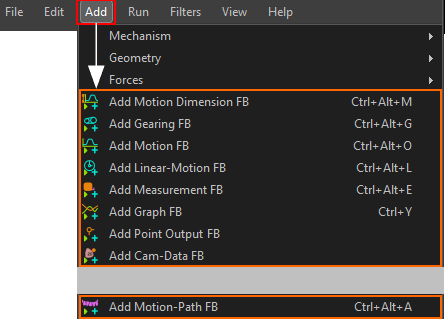 File Edit Add Run Filters View Help
Mechanism
Geometry
Forces
Add Motion Dimension FB Ctrl+Alt+M
Add Gearing FB Ctrl+Alt+G
Add Motion FB Ctrl+Alt+O
Add Linear-Motion FB Ctrl+Alt+L
Add Measurement FB Ctrl+Alt+E
Add Graph FB Ctrl+Y
Add Point Output FB
Add Cam-Data FB
Add Motion-Path FB Ctrl+Alt+A